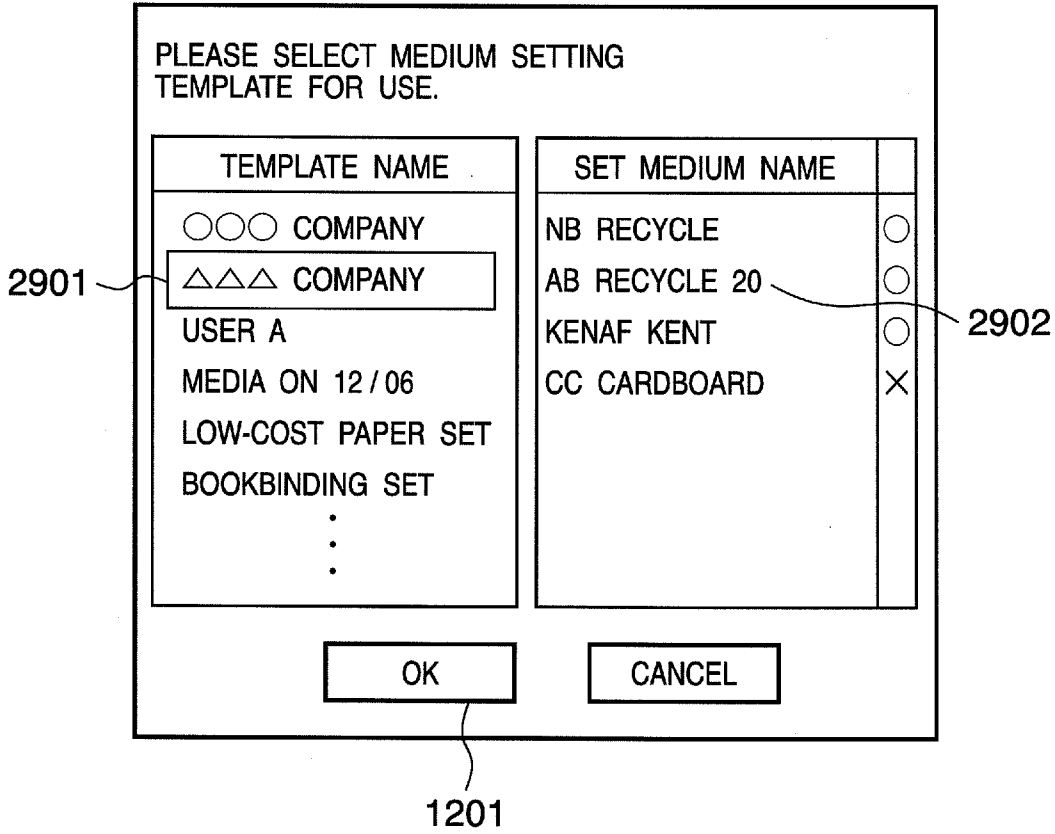 PLEASE SELECT MEDIUM SETTING
TEMPLATE FOR USE.
TEMPLATE NAME
○○○ COMPANY
△△△ COMPANY
USER A
MEDIA ON 12/06
LOW-COST PAPER SET
BOOKBINDING SET
SET MEDIUM NAME
NB RECYCLE ○
AB RECYCLE 20 ○
KENAF KENT ○
CC CARDBOARD ×
2901
2902
OK
CANCEL
1201